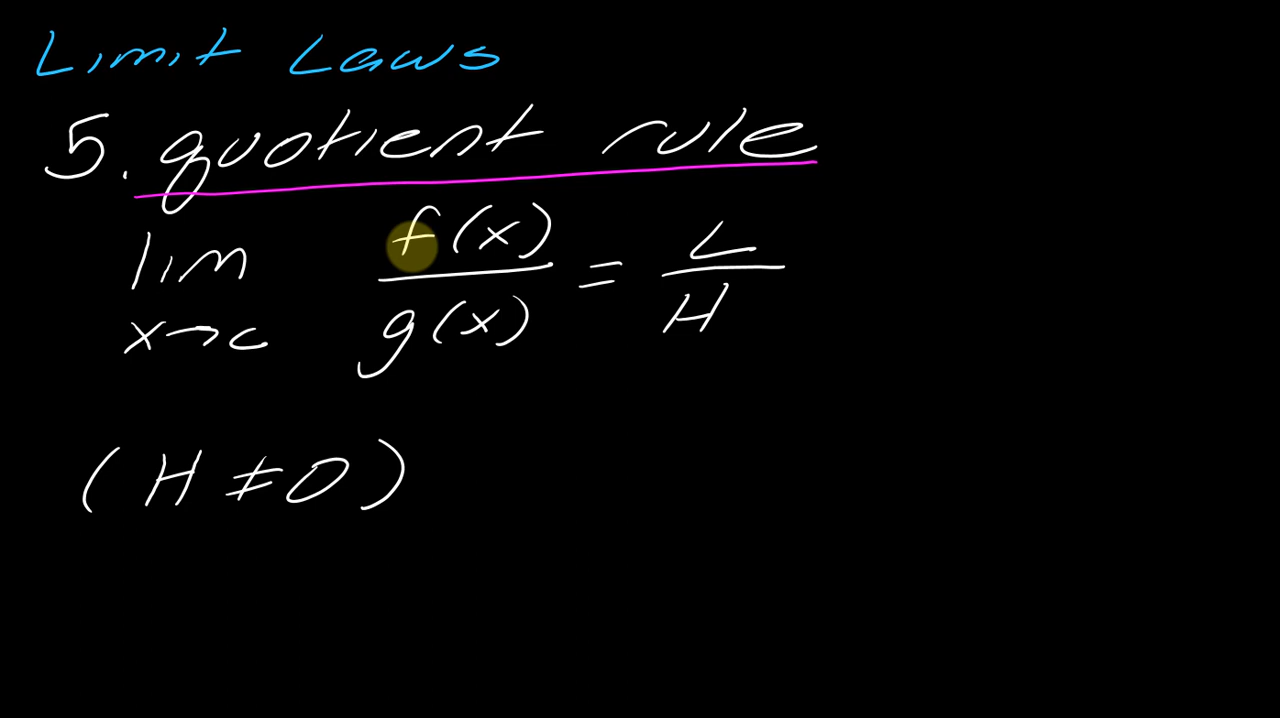 Limit Laws
5. quotient rule
lim x→c f(x)/g(x) = L/H
(H ≠ 0)